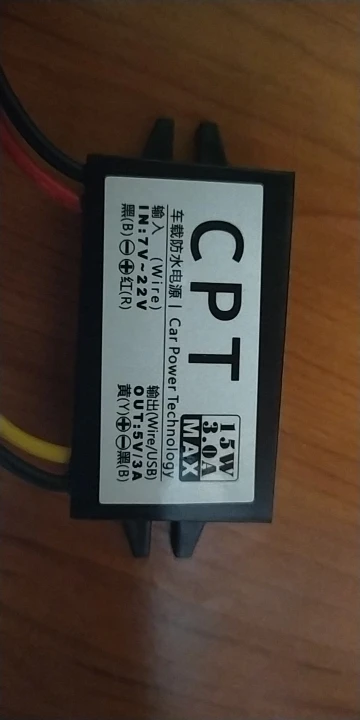 CPT
15W
3.0A
MAX
车载防水电源 | Car Power Technology
输入 (Wire)
IN:7V~22V
黑(B)⊖⊕红(R)
输出(Wire/USB)
OUT:5V/3A
黄(Y)⊕⊖黑(B)